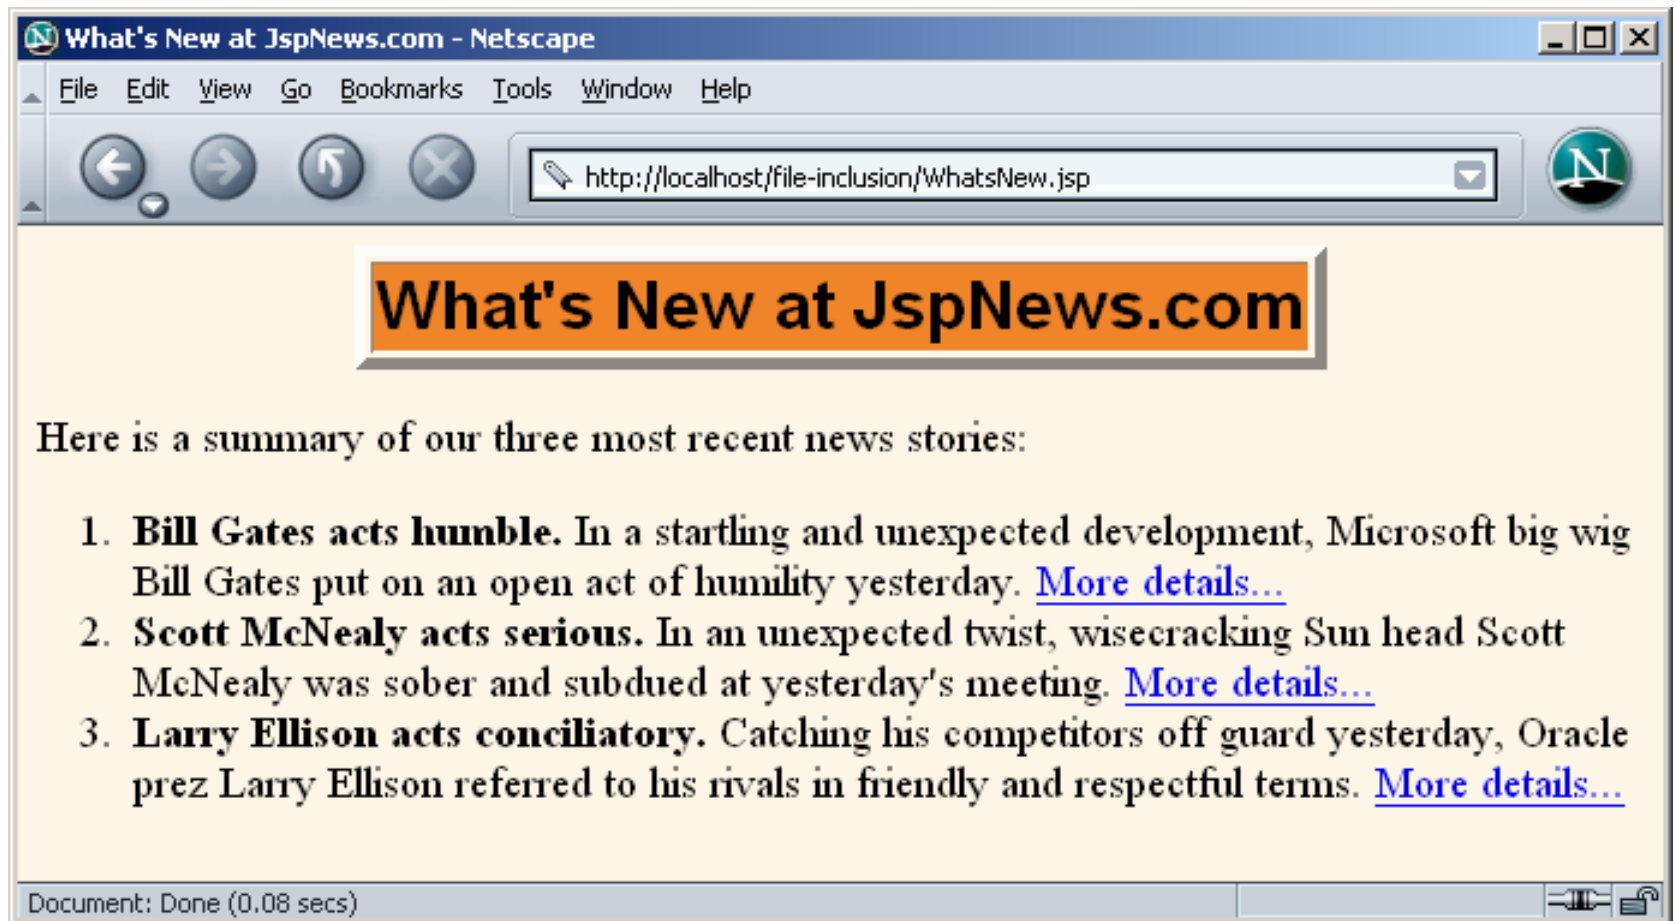 What's New at JspNews.com - Netscape
File Edit View Go Bookmarks Tools Window Help
http://localhost/file-inclusion/WhatsNew.jsp
N
What's New at JspNews.com
Here is a summary of our three most recent news stories:
1. Bill Gates acts humble. In a startling and unexpected development, Microsoft big wig
Bill Gates put on an open act of humility yesterday. More details...
2. Scott McNealy acts serious. In an unexpected twist, wisecracking Sun head Scott
McNealy was sober and subdued at yesterday's meeting. More details...
3. Larry Ellison acts conciliatory. Catching his competitors off guard yesterday, Oracle
prez Larry Ellison referred to his rivals in friendly and respectful terms. More details...
Document: Done (0.08 secs)